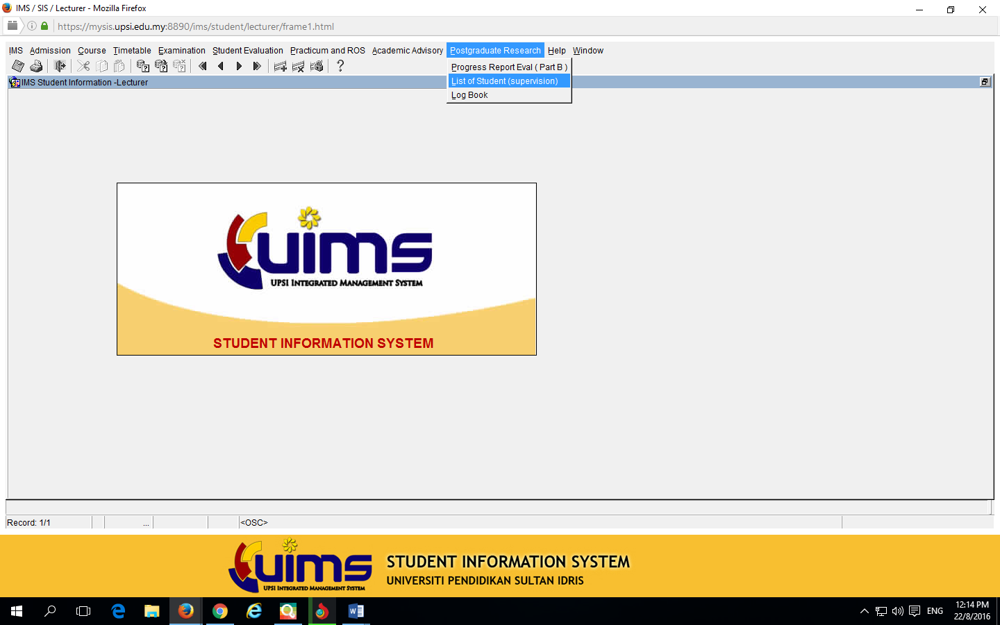 IMS / SIS / Lecturer - Mozilla Firefox
https://mysis.upsi.edu.my:8890/ims/student/lecturer/frame1.html
IMS Admission Course Timetable Examination Student Evaluation Practicum and ROS Academic Advisory Postgraduate Research Help Window
Progress Report Eval ( Part B )
List of Student (supervision)
Log Book
IMS Student Information -Lecturer
uims
UPSI INTEGRATED MANAGEMENT SYSTEM
STUDENT INFORMATION SYSTEM
Record: 1/1 ... <OSC>
uims
UPSI INTEGRATED MANAGEMENT SYSTEM
STUDENT INFORMATION SYSTEM
UNIVERSITI PENDIDIKAN SULTAN IDRIS
ENG
12:14 PM
22/8/2016